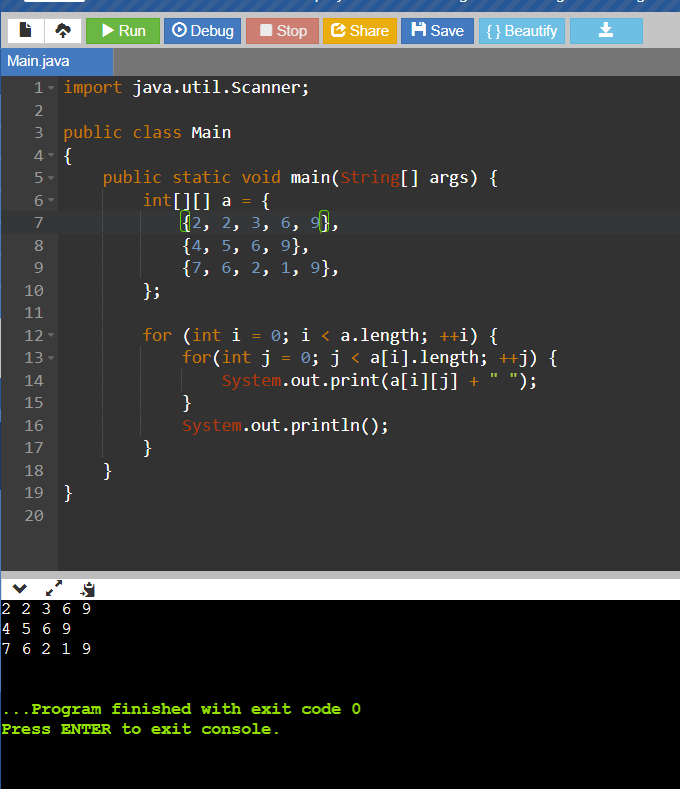 Run Debug Stop Share Save { } Beautify
Main.java
1 import java.util.Scanner;
2
3 public class Main
4 {
5     public static void main(String[] args) {
6         int[][] a = {
7             {2, 2, 3, 6, 9},
8             {4, 5, 6, 9},
9             {7, 6, 2, 1, 9},
10         };
11
12         for (int i = 0; i < a.length; ++i) {
13             for(int j = 0; j < a[i].length; ++j) {
14                 System.out.print(a[i][j] + " ");
15             }
16             System.out.println();
17         }
18     }
19 }
20
2 2 3 6 9
4 5 6 9
7 6 2 1 9
...Program finished with exit code 0
Press ENTER to exit console.